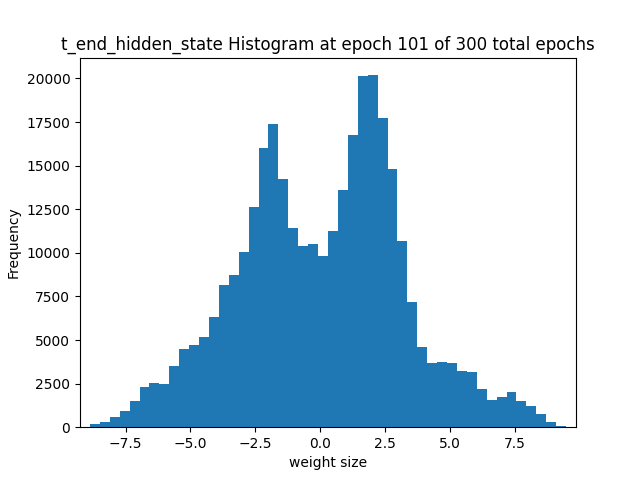 t_end_hidden_state Histogram at epoch 101 of 300 total epochs
20000
17500
15000
12500
10000
7500
5000
2500
0
Frequency
−7.5 −5.0 −2.5 0.0 2.5 5.0 7.5
weight size